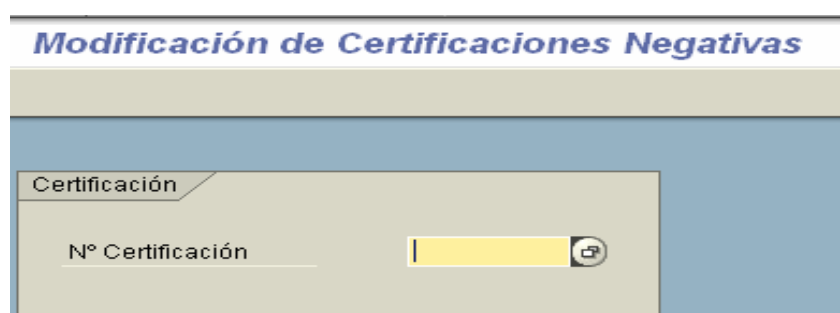 Modificación de Certificaciones Negativas
Certificación
Nº Certificación